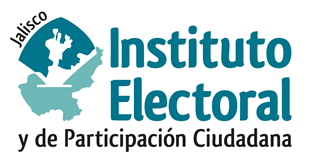 Jalisco
Instituto
Electoral
y de Participación Ciudadana